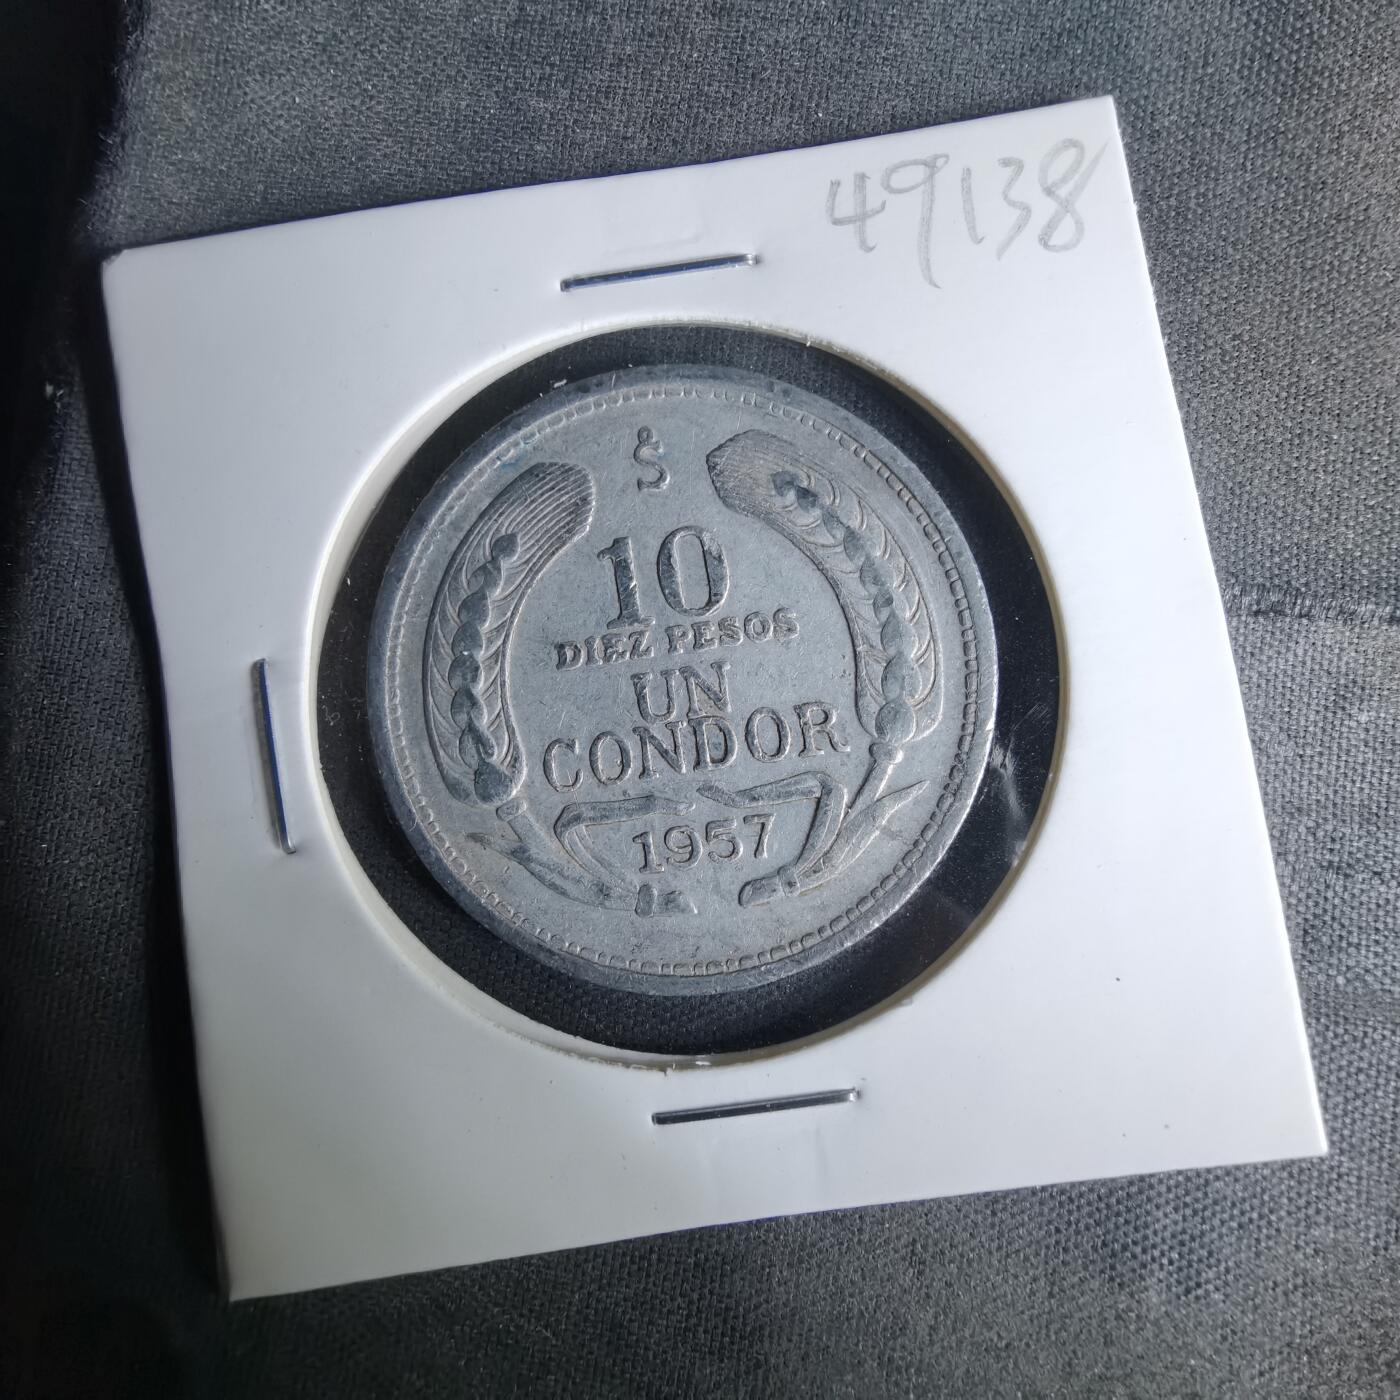 49138
S̊
10
DIEZ PESOS
UN
CONDOR
1957